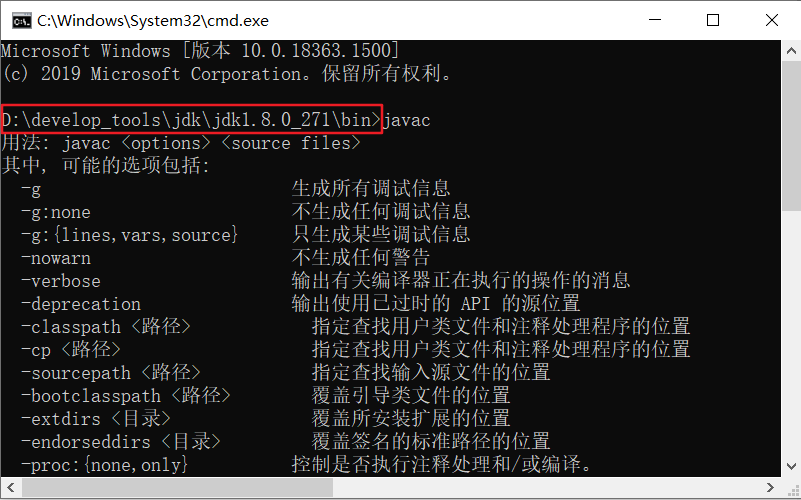 C:\Windows\System32\cmd.exe
Microsoft Windows [版本 10.0.18363.1500]
(c) 2019 Microsoft Corporation。保留所有权利。
D:\develop_tools\jdk\jdk1.8.0_271\bin>javac
用法: javac <options> <source files>
其中, 可能的选项包括:
-g 生成所有调试信息
-g:none 不生成任何调试信息
-g:{lines,vars,source} 只生成某些调试信息
-nowarn 不生成任何警告
-verbose 输出有关编译器正在执行的操作的消息
-deprecation 输出使用已过时的 API 的源位置
-classpath <路径> 指定查找用户类文件和注释处理程序的位置
-cp <路径> 指定查找用户类文件和注释处理程序的位置
-sourcepath <路径> 指定查找输入源文件的位置
-bootclasspath <路径> 覆盖引导类文件的位置
-extdirs <目录> 覆盖所安装扩展的位置
-endorseddirs <目录> 覆盖签名的标准路径的位置
-proc:{none,only} 控制是否执行注释处理和/或编译。